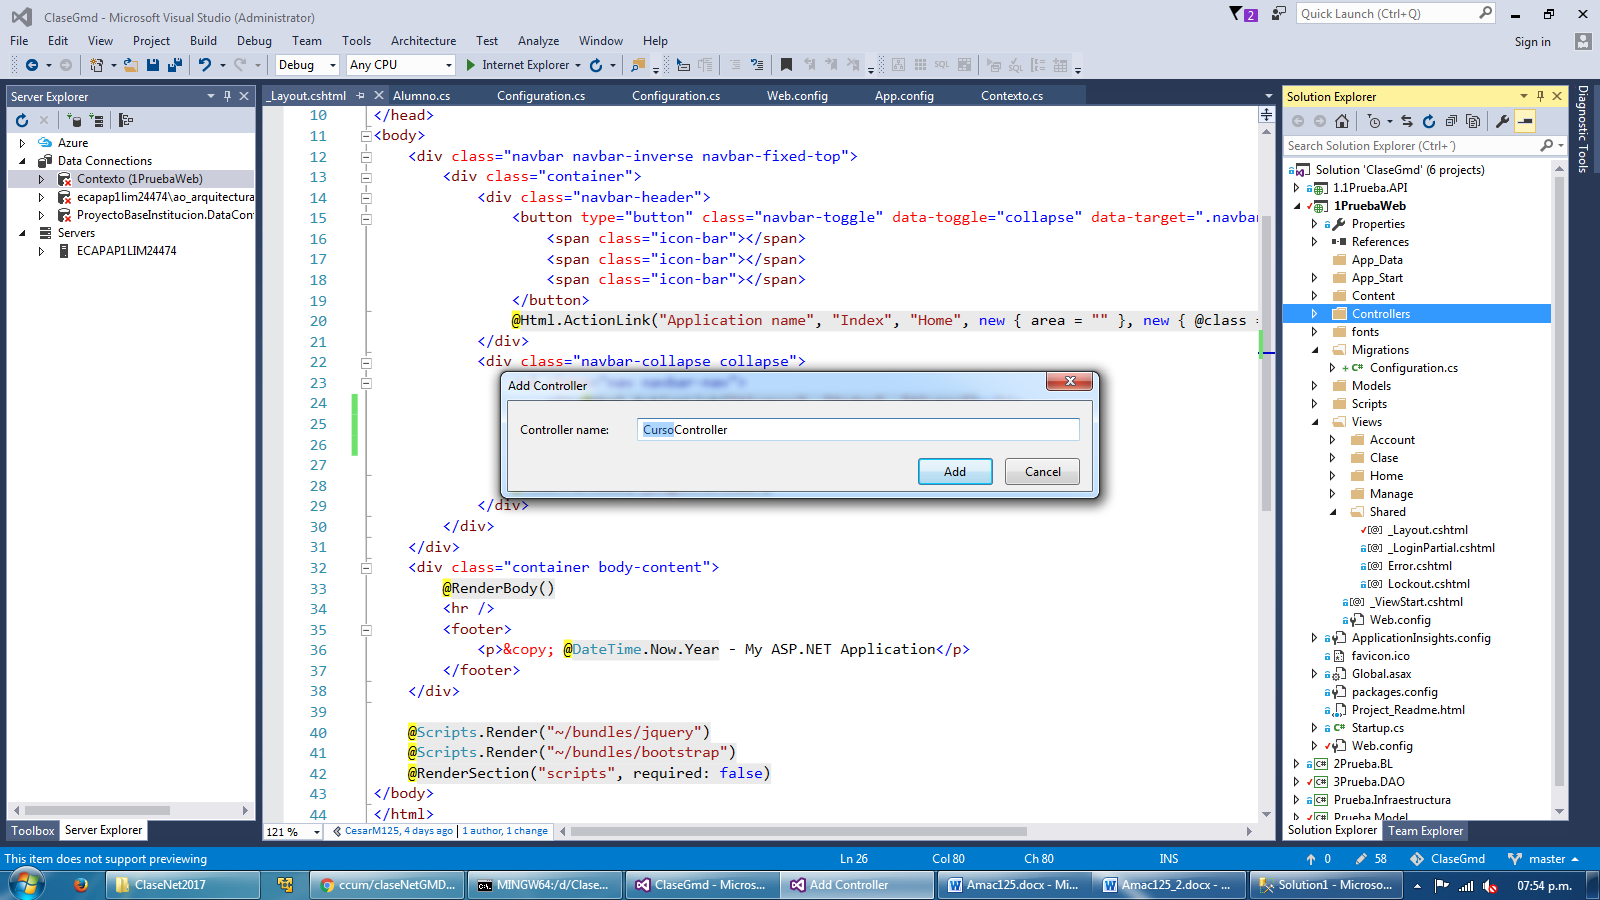 ClaseGmd - Microsoft Visual Studio (Administrator)
2
Quick Launch (Ctrl+Q)
File Edit View Project Build Debug Team Tools Architecture Test Analyze Window Help
Sign in
Debug Any CPU Internet Explorer
Server Explorer
Azure
Data Connections
Contexto (1PruebaWeb)
ecapap1lim24474\ao_arquitectura
ProyectoBaseInstitucion.DataCon
Servers
ECAPAP1LIM24474
Toolbox Server Explorer
_Layout.cshtml Alumno.cs Configuration.cs Configuration.cs Web.config App.config Contexto.cs
10 </head>
11 <body>
12 <div class="navbar navbar-inverse navbar-fixed-top">
13 <div class="container">
14 <div class="navbar-header">
15 <button type="button" class="navbar-toggle" data-toggle="collapse" data-target=".navbar
16 <span class="icon-bar"></span>
17 <span class="icon-bar"></span>
18 <span class="icon-bar"></span>
19 </button>
20 @Html.ActionLink("Application name", "Index", "Home", new { area = "" }, new { @class =
21 </div>
22 <div class="navbar-collapse collapse">
23
24
25
26
27
28
29 </div>
30 </div>
31 </div>
32 <div class="container body-content">
33 @RenderBody()
34 <hr />
35 <footer>
36 <p>&copy; @DateTime.Now.Year - My ASP.NET Application</p>
37 </footer>
38 </div>
39
40 @Scripts.Render("~/bundles/jquery")
41 @Scripts.Render("~/bundles/bootstrap")
42 @RenderSection("scripts", required: false)
43 </body>
44 </html>
121 % CesarM125, 4 days ago | 1 author, 1 change
Add Controller
Controller name: CursoController
Add Cancel
Solution Explorer
Search Solution Explorer (Ctrl+´)
Solution 'ClaseGmd' (6 projects)
1.1Prueba.API
1PruebaWeb
Properties
References
App_Data
App_Start
Content
Controllers
fonts
Migrations
Configuration.cs
Models
Scripts
Views
Account
Clase
Home
Manage
Shared
_Layout.cshtml
_LoginPartial.cshtml
Error.cshtml
Lockout.cshtml
_ViewStart.cshtml
Web.config
ApplicationInsights.config
favicon.ico
Global.asax
packages.config
Project_Readme.html
Startup.cs
Web.config
2Prueba.BL
3Prueba.DAO
Prueba.Infraestructura
Prueba.Model
Solution Explorer Team Explorer
Diagnostic Tools
This item does not support previewing Ln 26 Col 80 Ch 80 INS 0 58 ClaseGmd master
ClaseNet2017 ccum/claseNetGMD... MINGW64:/d/Clase... ClaseGmd - Micros... Add Controller Amac125.docx - Mi... Amac125_2.docx - ... Solution1 - Microso... 07:54 p.m.